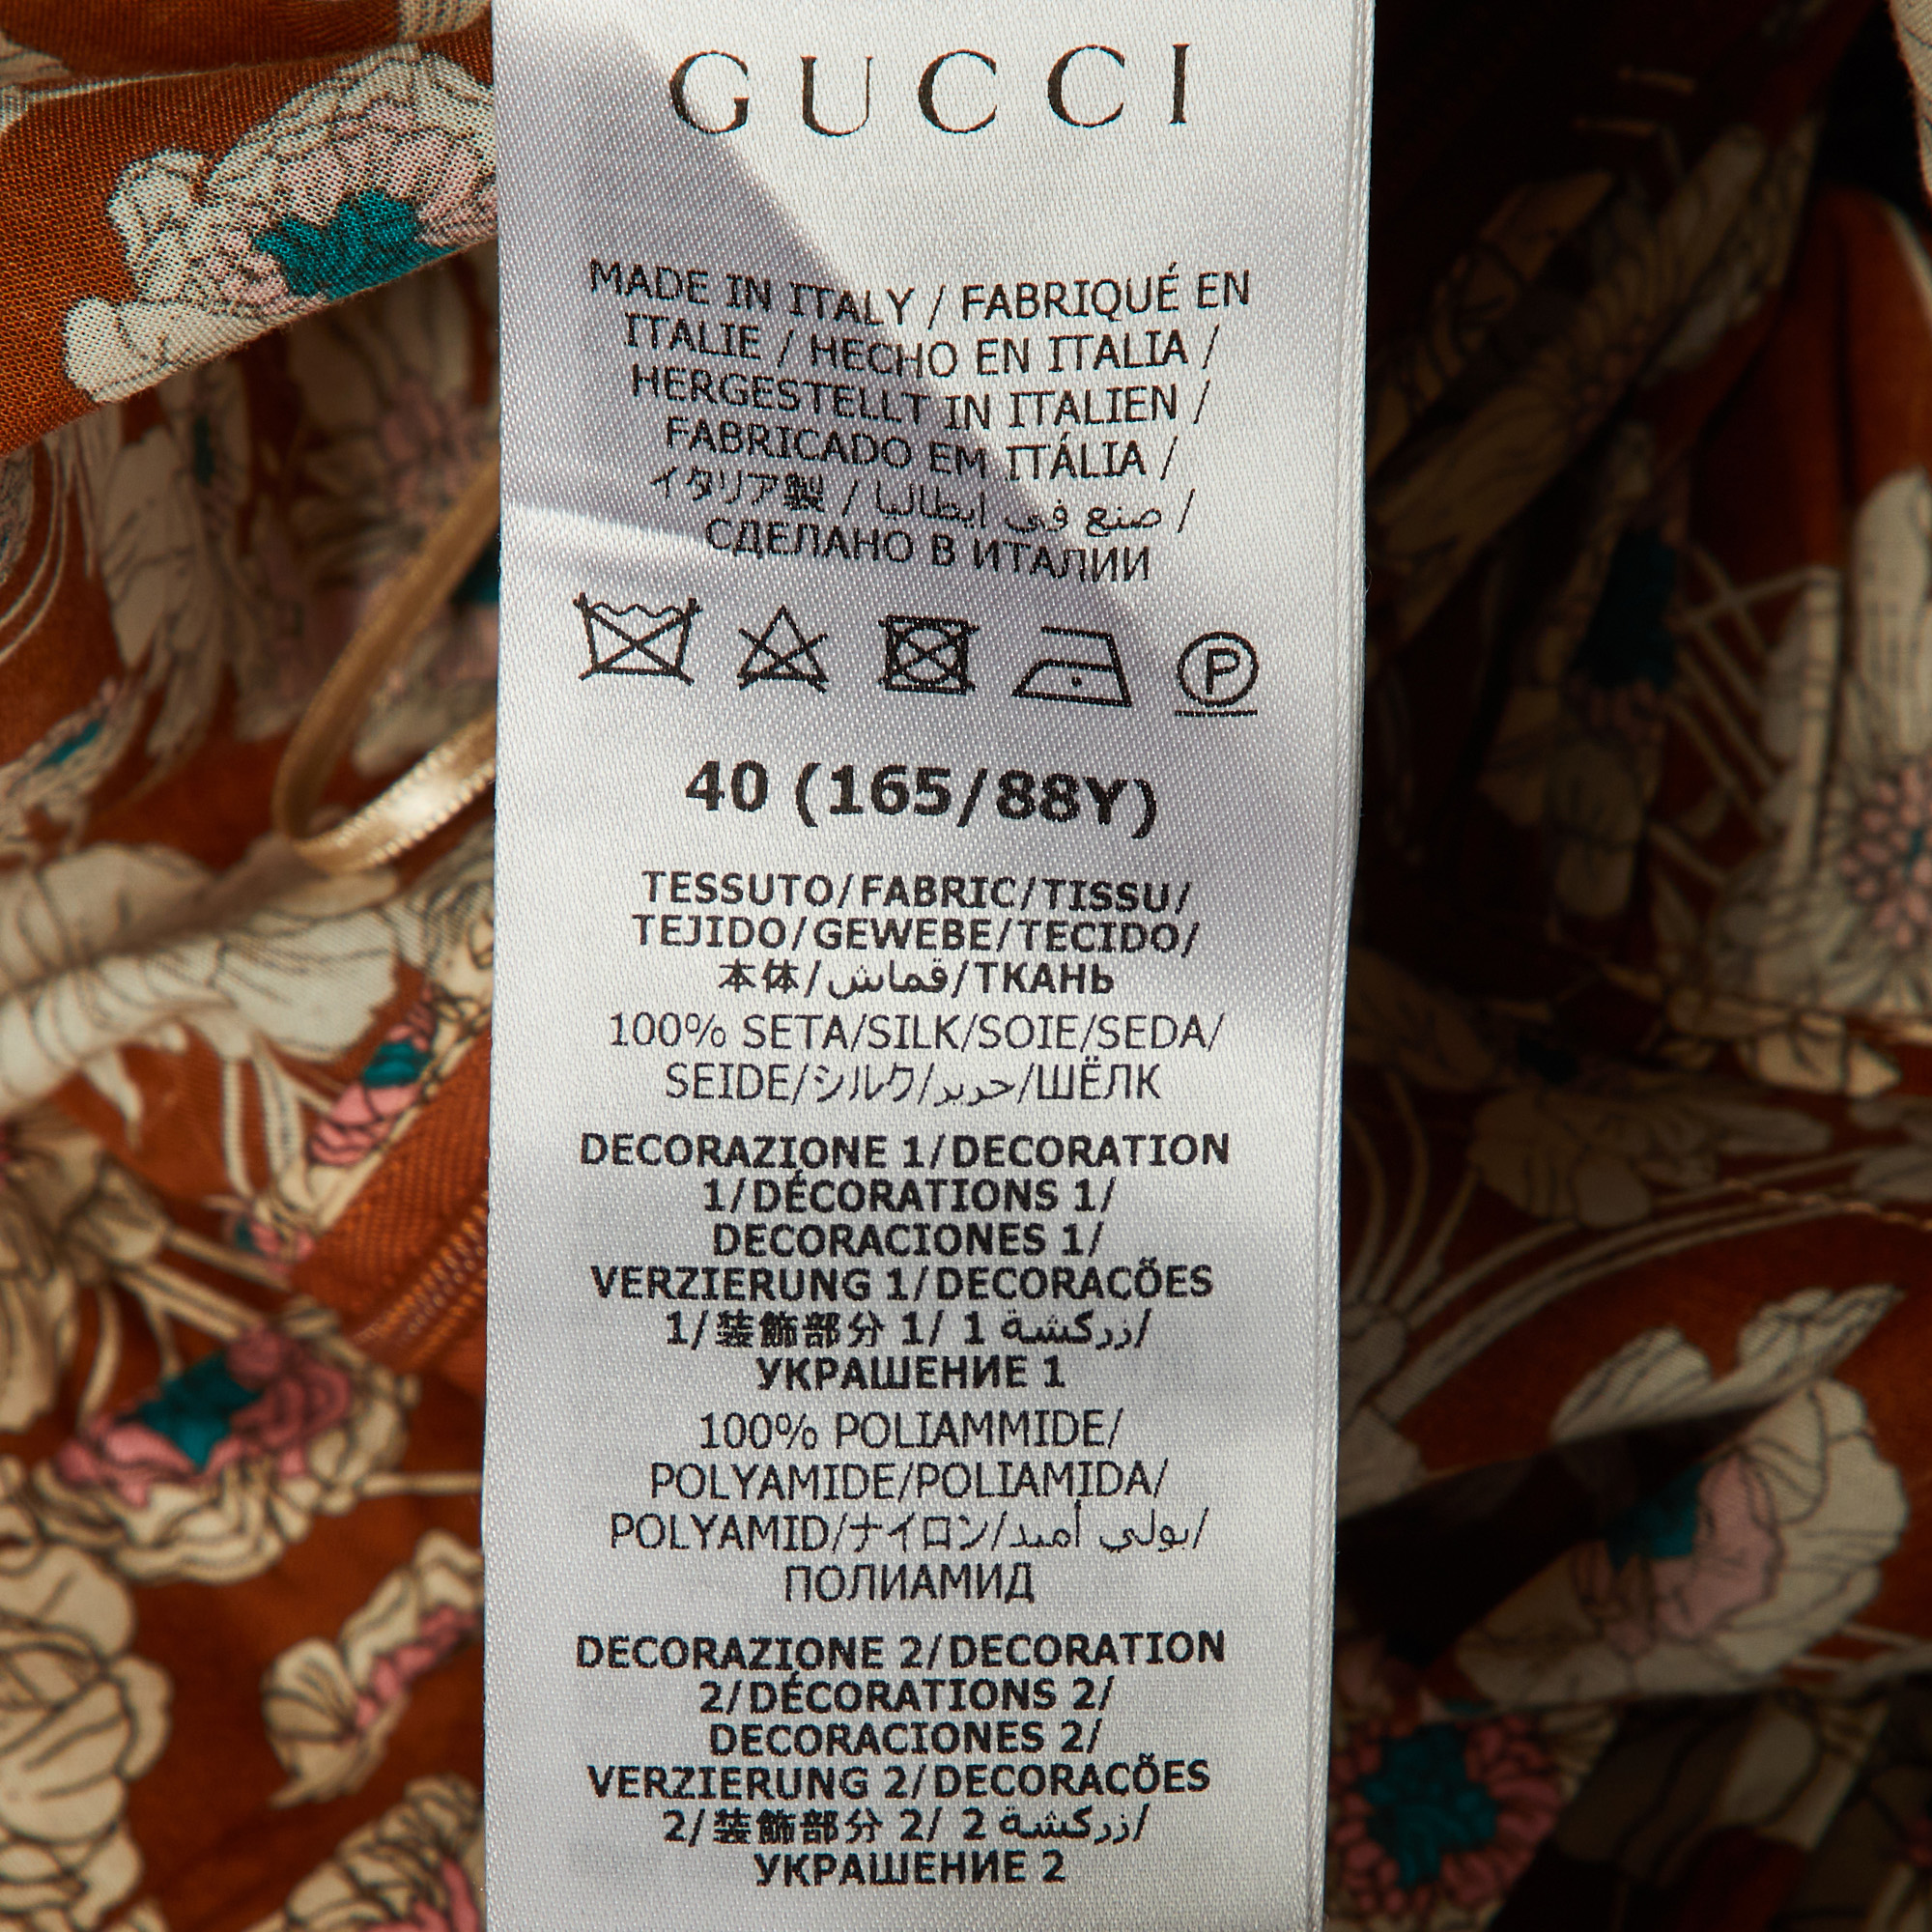 GUCCI
MADE IN ITALY / FABRIQUÉ EN
ITALIE / HECHO EN ITALIA /
HERGESTELLT IN ITALIEN /
FABRICADO EM ITÁLIA /
イタリア製 / صنع في ايطاليا /
СДЕЛАНО В ИТАЛИИ
P
40 (165/88Y)
TESSUTO/FABRIC/TISSU/
TEJIDO/GEWEBE/TECIDO/
本体/قماش/ТКАНЬ
100% SETA/SILK/SOIE/SEDA/
SEIDE/シルク/حرير/ШЁЛК
DECORAZIONE 1/DECORATION
1/DÉCORATIONS 1/
DECORACIONES 1/
VERZIERUNG 1/DECORAÇÕES
1/装飾部分 1/ 1 زركشة/
УКРАШЕНИЕ 1
100% POLIAMMIDE/
POLYAMIDE/POLIAMIDA/
POLYAMID/ナイロン/بولي أميد/
ПОЛИАМИД
DECORAZIONE 2/DECORATION
2/DÉCORATIONS 2/
DECORACIONES 2/
VERZIERUNG 2/DECORAÇÕES
2/装飾部分 2/ 2 زركشة/
УКРАШЕНИЕ 2